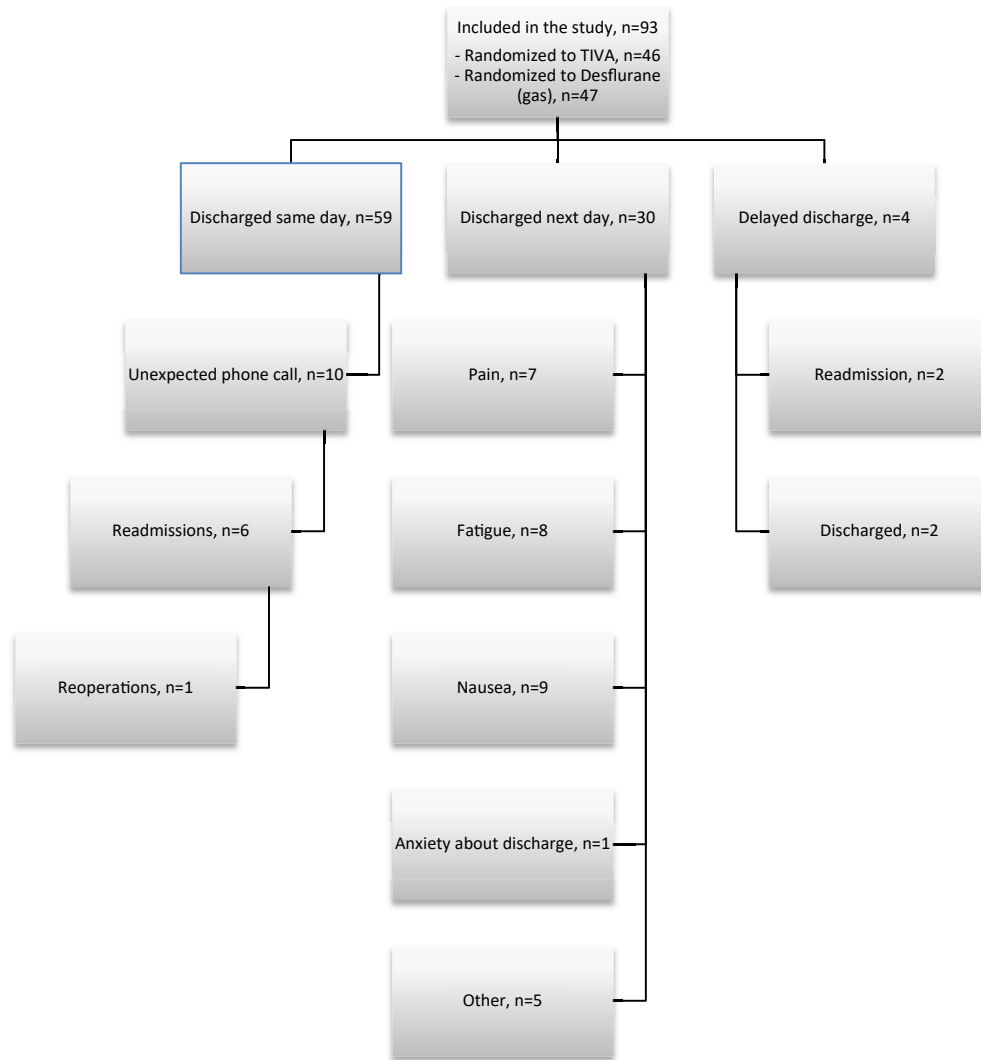 Included in the study, n=93
- Randomized to TIVA, n=46
- Randomized to Desflurane
(gas), n=47
Discharged same day, n=59
Discharged next day, n=30
Delayed discharge, n=4
Unexpected phone call, n=10
Pain, n=7
Readmission, n=2
Readmissions, n=6
Fatigue, n=8
Discharged, n=2
Reoperations, n=1
Nausea, n=9
Anxiety about discharge, n=1
Other, n=5